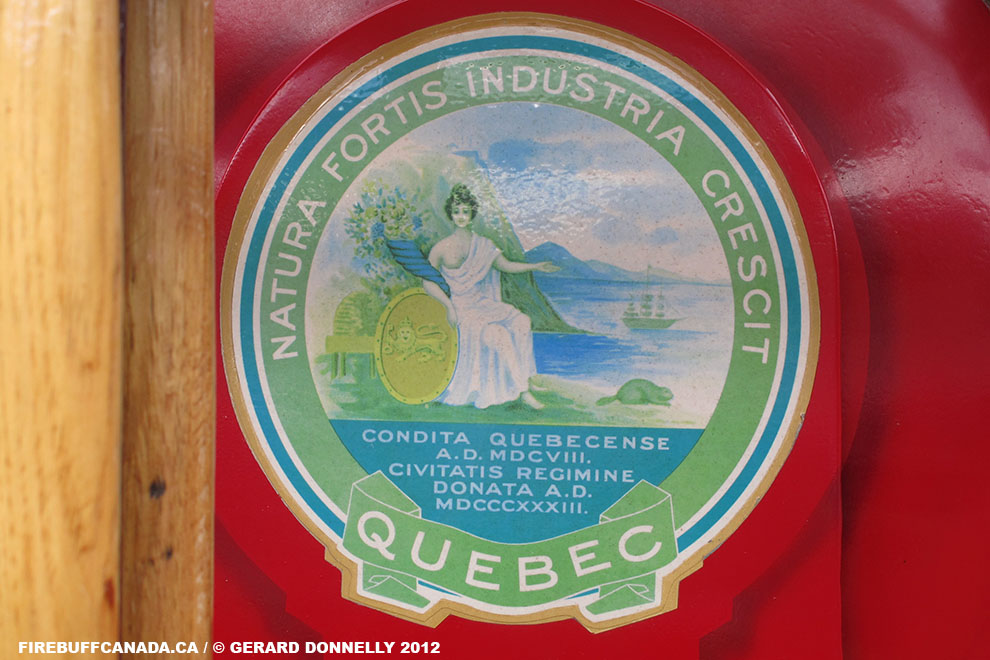 NATURA FORTIS INDUSTRIA CRESCIT
CONDITA QUEBECENSE
A.D. MDCVIII.
CIVITATIS REGIMINE
DONATA A.D.
MDCCCXXXIII.
QUEBEC
FIREBUFFCANADA.CA / © GERARD DONNELLY 2012